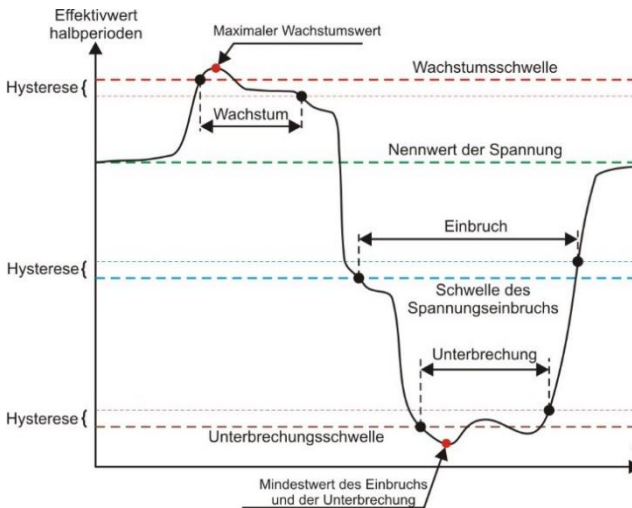 Effektivwert
halbperioden
Maximaler Wachstumswert
Wachstumsschwelle
Hysterese {
Wachstum
Nennwert der Spannung
Einbruch
Hysterese {
Schwelle des
Spannungseinbruchs
Unterbrechung
Hysterese {
Unterbrechungsschwelle
Mindestwert des Einbruchs
und der Unterbrechung